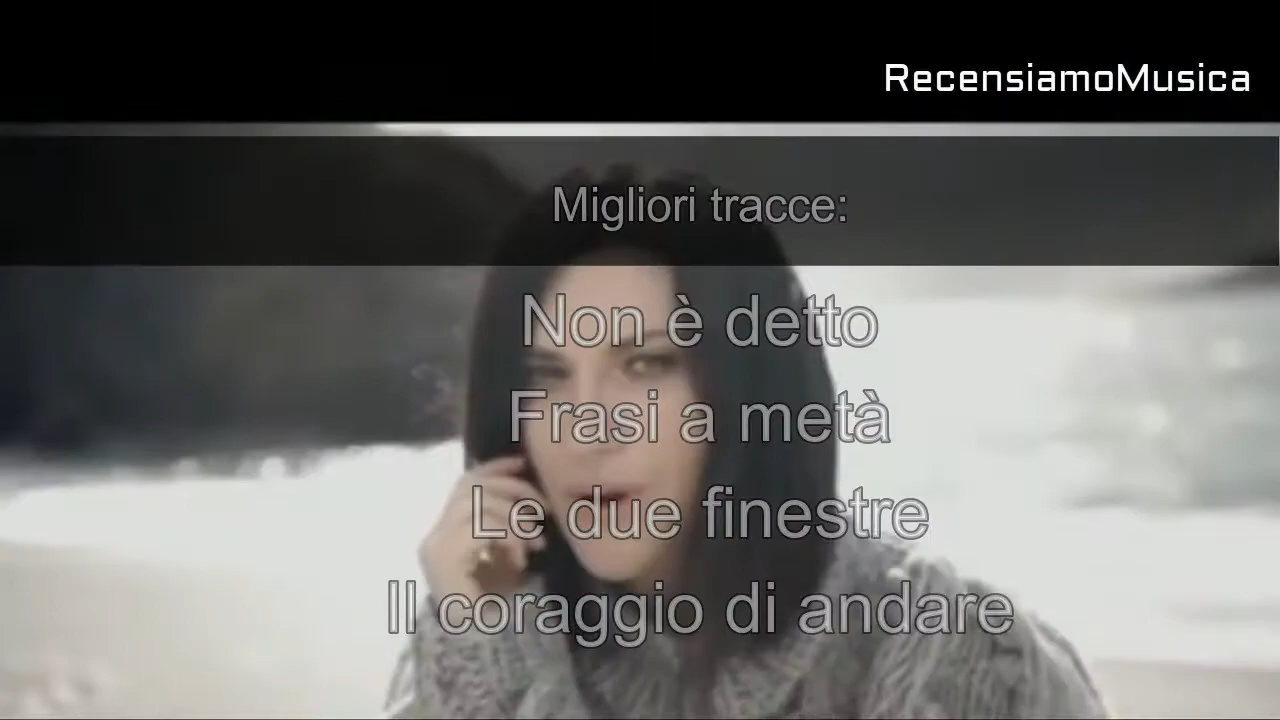 RecensiamoMusica
Migliori tracce:
Non è detto
Frasi a metà
Le due finestre
Il coraggio di andare